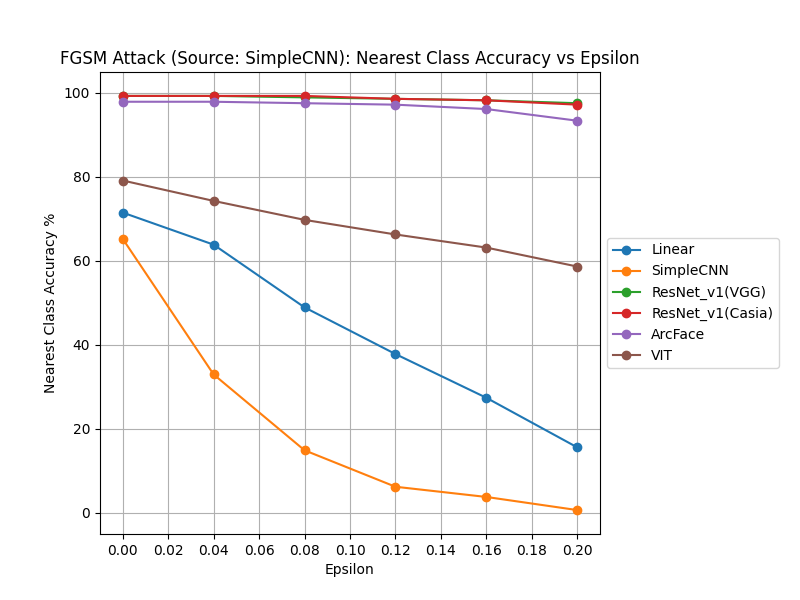 FGSM Attack (Source: SimpleCNN): Nearest Class Accuracy vs Epsilon
Nearest Class Accuracy %
100
80
60
40
20
0
0.00 0.02 0.04 0.06 0.08 0.10 0.12 0.14 0.16 0.18 0.20
Epsilon
Linear
SimpleCNN
ResNet_v1(VGG)
ResNet_v1(Casia)
ArcFace
VIT